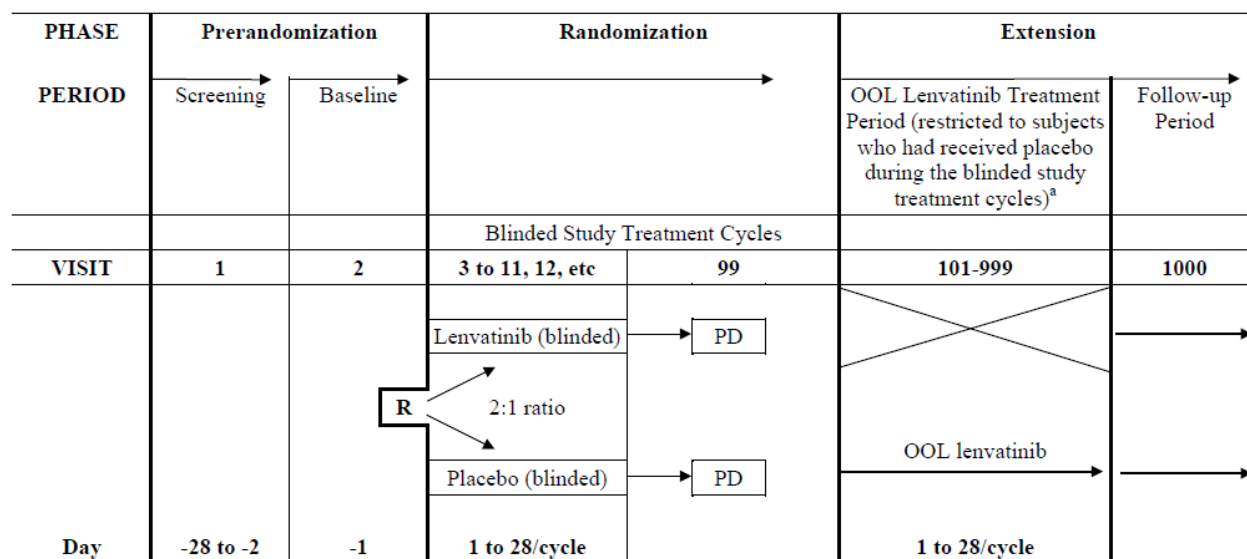 PHASE Prerandomization Randomization Extension
PERIOD Screening Baseline OOL Lenvatinib Treatment Follow-up
Period (restricted to subjects Period
who had received placebo
during the blinded study
treatment cycles)a
Blinded Study Treatment Cycles
VISIT 1 2 3 to 11, 12, etc 99 101-999 1000
Lenvatinib (blinded) PD
R 2:1 ratio
OOL lenvatinib
Placebo (blinded) PD
Day -28 to -2 -1 1 to 28/cycle 1 to 28/cycle